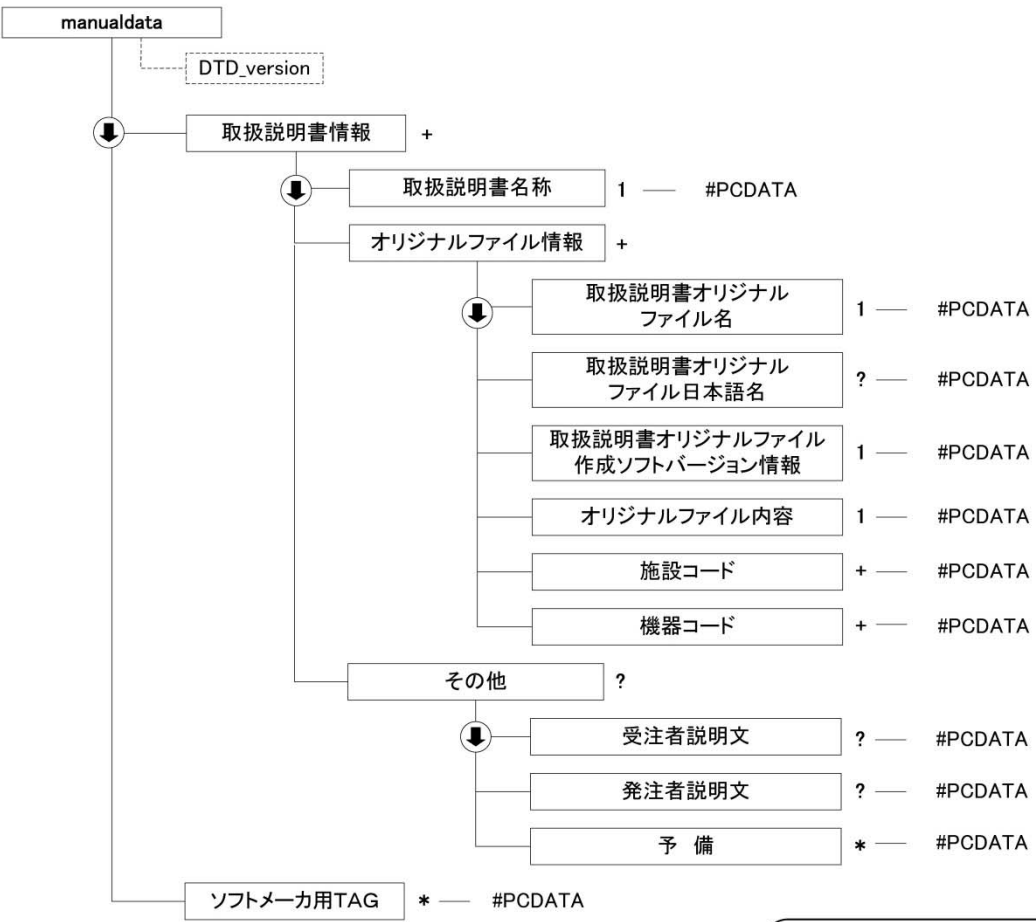 manualdata
DTD_version
取扱説明書情報 +
取扱説明書名称 1 #PCDATA
オリジナルファイル情報 +
取扱説明書オリジナル
ファイル名 1 #PCDATA
取扱説明書オリジナル
ファイル日本語名 ? #PCDATA
取扱説明書オリジナルファイル
作成ソフトバージョン情報 1 #PCDATA
オリジナルファイル内容 1 #PCDATA
施設コード + #PCDATA
機器コード + #PCDATA
その他 ?
受注者説明文 ? #PCDATA
発注者説明文 ? #PCDATA
予 備 * #PCDATA
ソフトメーカ用TAG * #PCDATA